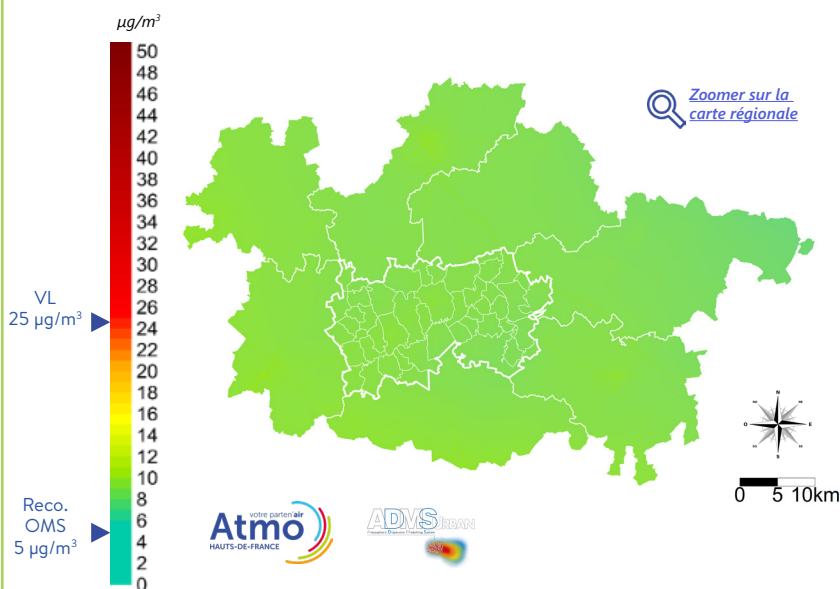 µg/m³
50
48
46
44
42
40
38
36
34
32
30
28
26
24
22
20
18
16
14
12
10
8
6
4
2
0
VL
25 µg/m³
Reco.
OMS
5 µg/m³
Zoomer sur la
carte régionale
N
O
E
S
0 5 10km
votre parten'air
Atmo
HAUTS-DE-FRANCE
ADMS URBAN